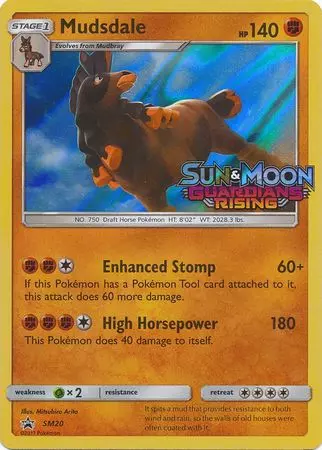 STAGE 1 Mudsdale HP 140
Evolves from Mudbray
SUN & MOON
GUARDIANS
RISING
NO. 750 Draft Horse Pokémon HT: 8'02" WT: 2028.3 lbs.
Enhanced Stomp 60+
If this Pokémon has a Pokémon Tool card attached to it,
this attack does 60 more damage.
High Horsepower 180
This Pokémon does 40 damage to itself.
weakness ×2 resistance retreat
Illus. Mitsuhiro Arita
It spits a mud that provides resistance to both
wind and rain, so the walls of old houses were
often coated with it.
PROMO SM20
©2017 Pokémon